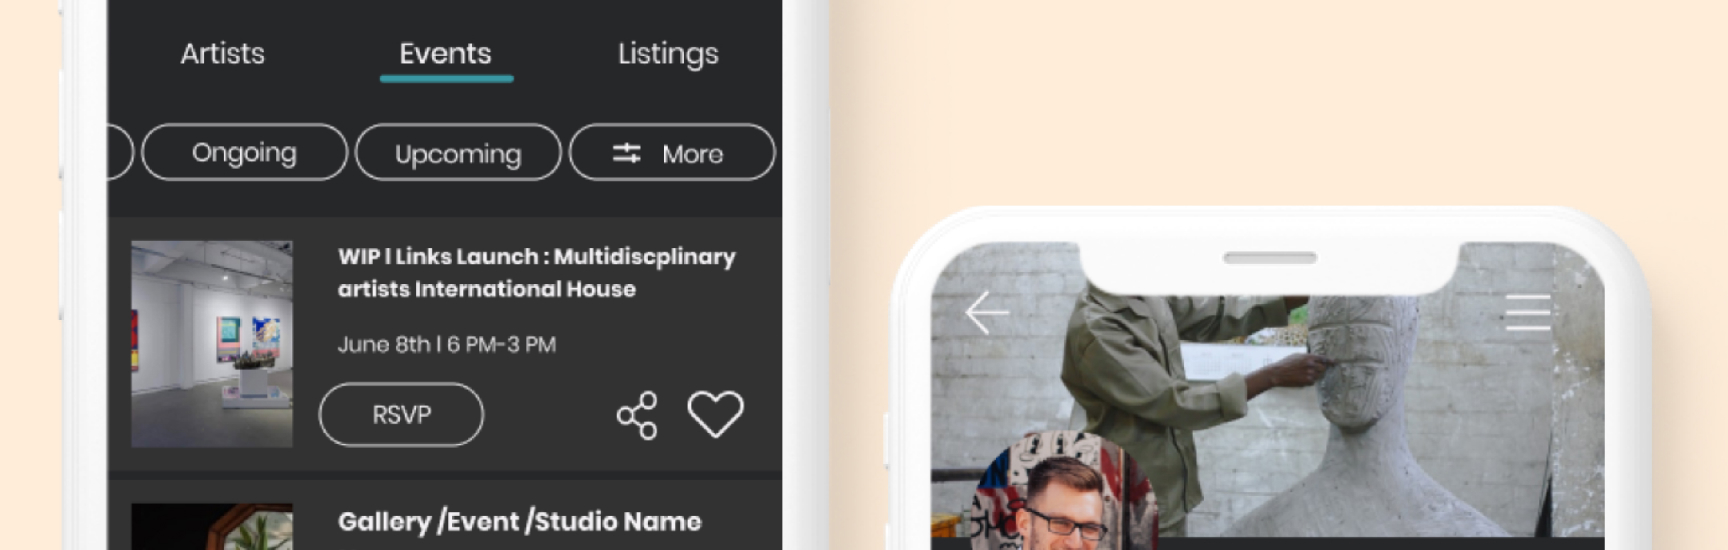 Artists Events Listings
Ongoing Upcoming More
WIP | Links Launch : Multidiscplinary
artists International House
June 8th | 6 PM-3 PM
RSVP
Gallery /Event /Studio Name